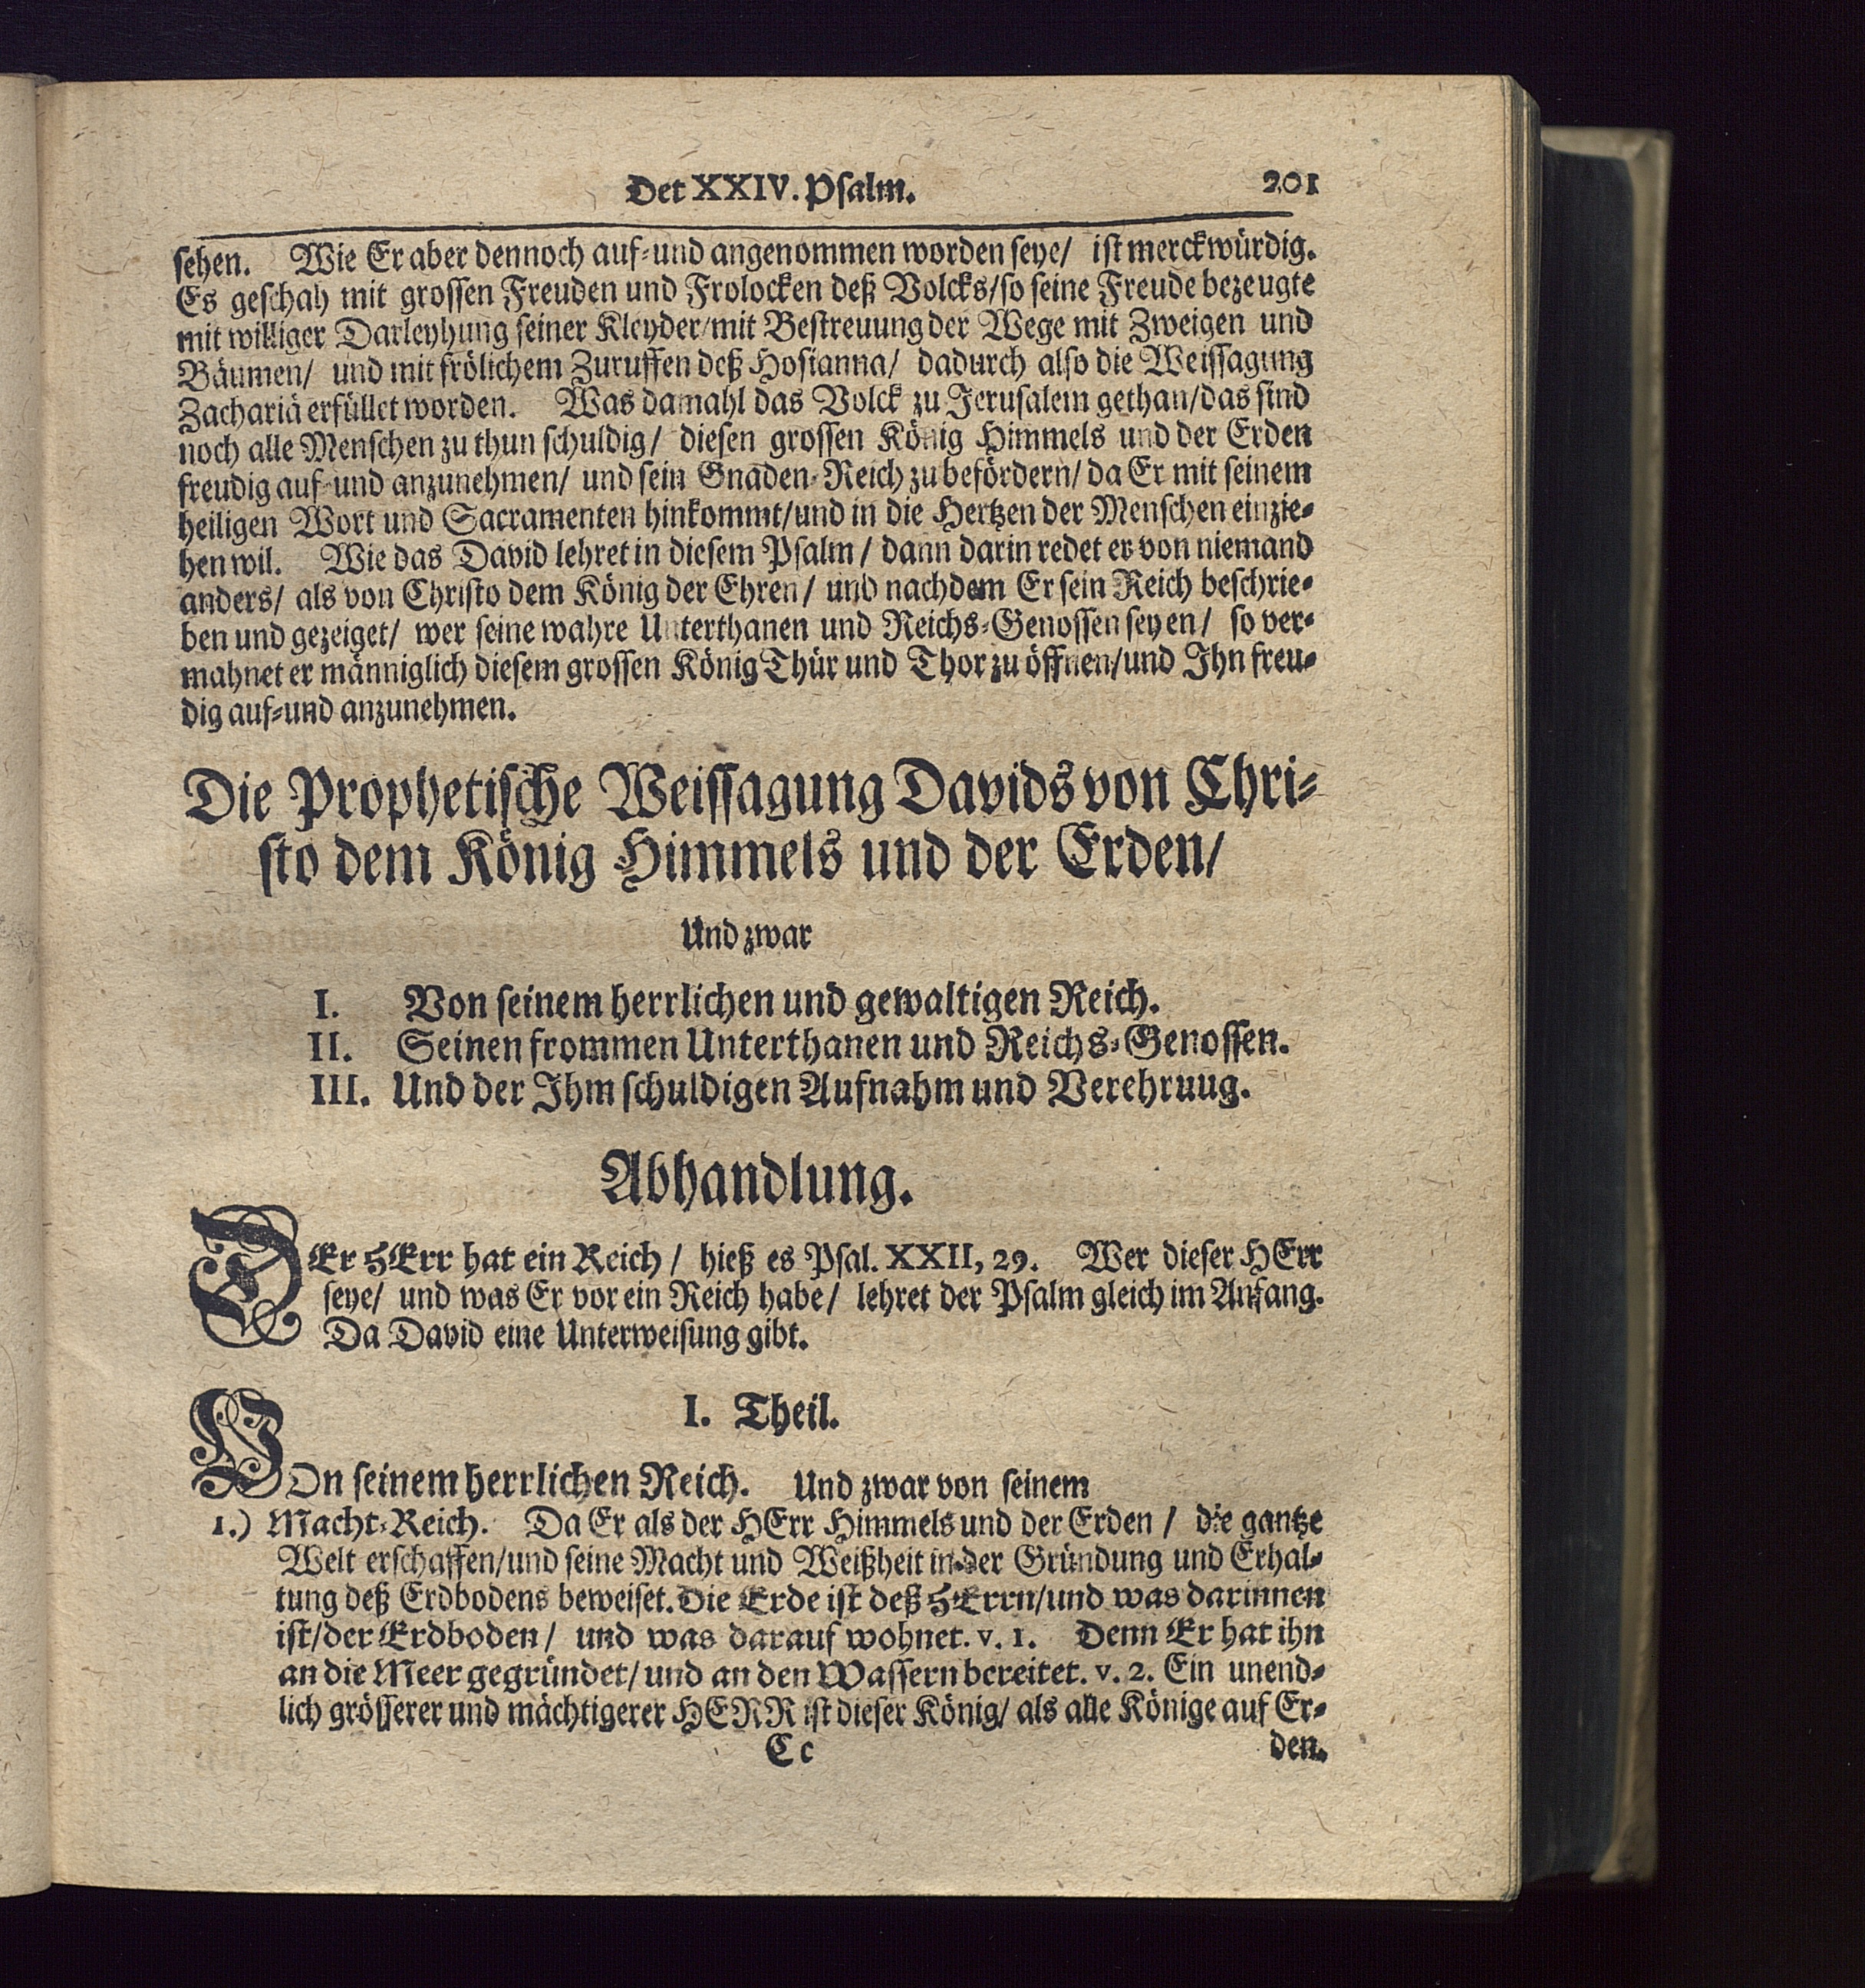 Det XXIV. Psalm. 201
sehen. Wie Er aber dennoch auf-und angenommen worden seye/ ist merckwürdig.
Es geschah mit grossen Freuden und Frolocken deß Volcks/so seine Freude bezeugte
mit williger Darleyhung seiner Kleyder/mit Bestreuung der Wege mit Zweigen und
Bäumen/ und mit frölichem Zuruffen deß Hosianna/ dadurch also die Weissagung
Zachariä erfüllet worden. Was damahl das Volck zu Jerusalem gethan/das sind
noch alle Menschen zu thun schuldig/ diesen grossen König Himmels und der Erden
freudig auf-und anzunehmen/ und sein Gnaden-Reich zu befördern/ da Er mit seinem
heiligen Wort und Sacramenten hinkommt/und in die Hertzen der Menschen einzie-
hen wil. Wie das David lehret in diesem Psalm/ dann darin redet er von niemand
anders/ als von Christo dem König der Ehren/ und nachdem Er sein Reich beschrie-
ben und gezeiget/ wer seine wahre Unterthanen und Reichs-Genossen seyen/ so ver-
mahnet er männiglich diesem grossen König Thür und Thor zu öffnen/und Ihn freu-
dig auf-und anzunehmen.
Die Prophetische Weissagung Davids von Chri-
sto dem König Himmels und der Erden/
Und zwar
I. Von seinem herrlichen und gewaltigen Reich.
II. Seinen frommen Unterthanen und Reichs-Genossen.
III. Und der Ihm schuldigen Aufnahm und Verehruug.
Abhandlung.
DEr HErr hat ein Reich/ hieß es Psal. XXII, 29. Wer dieser HErr
seye/ und was Er vor ein Reich habe/ lehret der Psalm gleich im Anfang.
Da David eine Unterweisung gibt.
I. Theil.
VOn seinem herrlichen Reich. Und zwar von seinem
1.) Macht-Reich. Da Er als der HErr Himmels und der Erden/ die gantze
Welt erschaffen/und seine Macht und Weißheit in der Gründung und Erhal-
tung deß Erdbodens beweiset. Die Erde ist deß HErrn/und was darinnen
ist/der Erdboden/ und was darauf wohnet. v. 1. Denn Er hat ihn
an die Meer gegründet/und an den Wassern bereitet. v. 2. Ein unend-
lich grösserer und mächtigerer HERR ist dieser König/ als alle Könige auf Er-
Cc den.